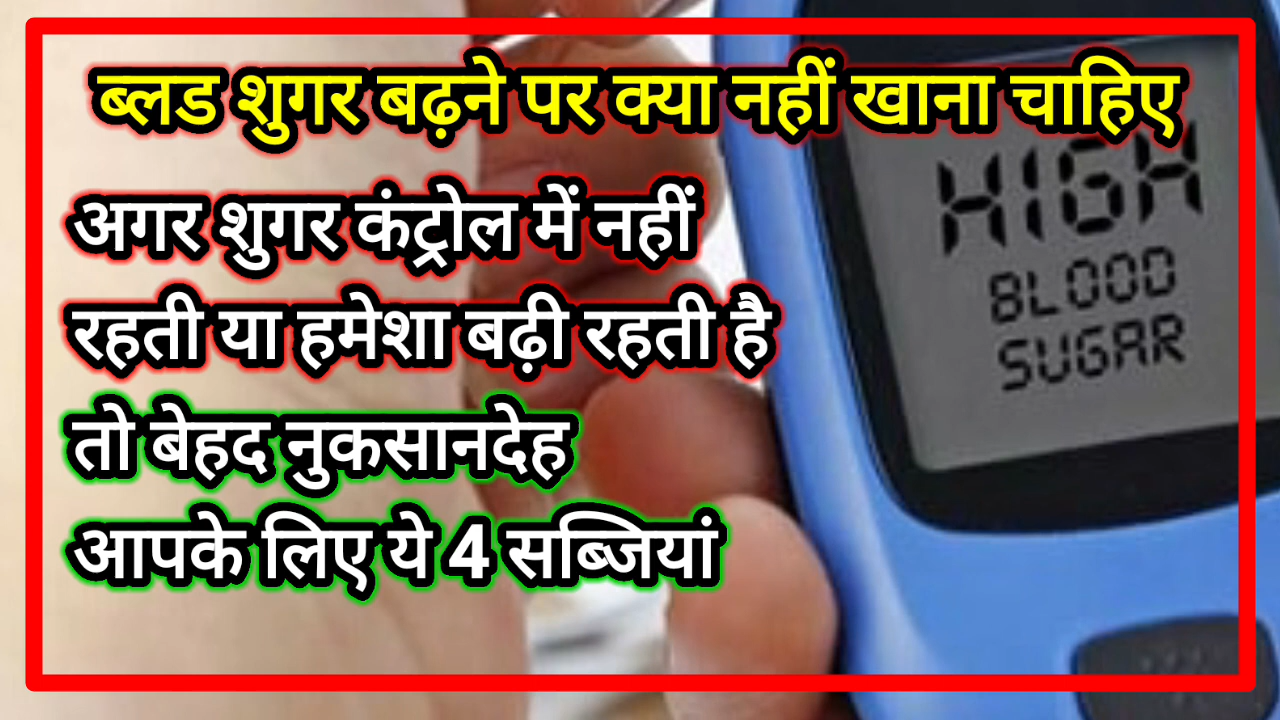 ब्लड शुगर बढ़ने पर क्या नहीं खाना चाहिए
अगर शुगर कंट्रोल में नहीं
रहती या हमेशा बढ़ी रहती है
तो बेहद नुकसानदेह
आपके लिए ये 4 सब्जियां
HIGH
BLOOD
SUGAR